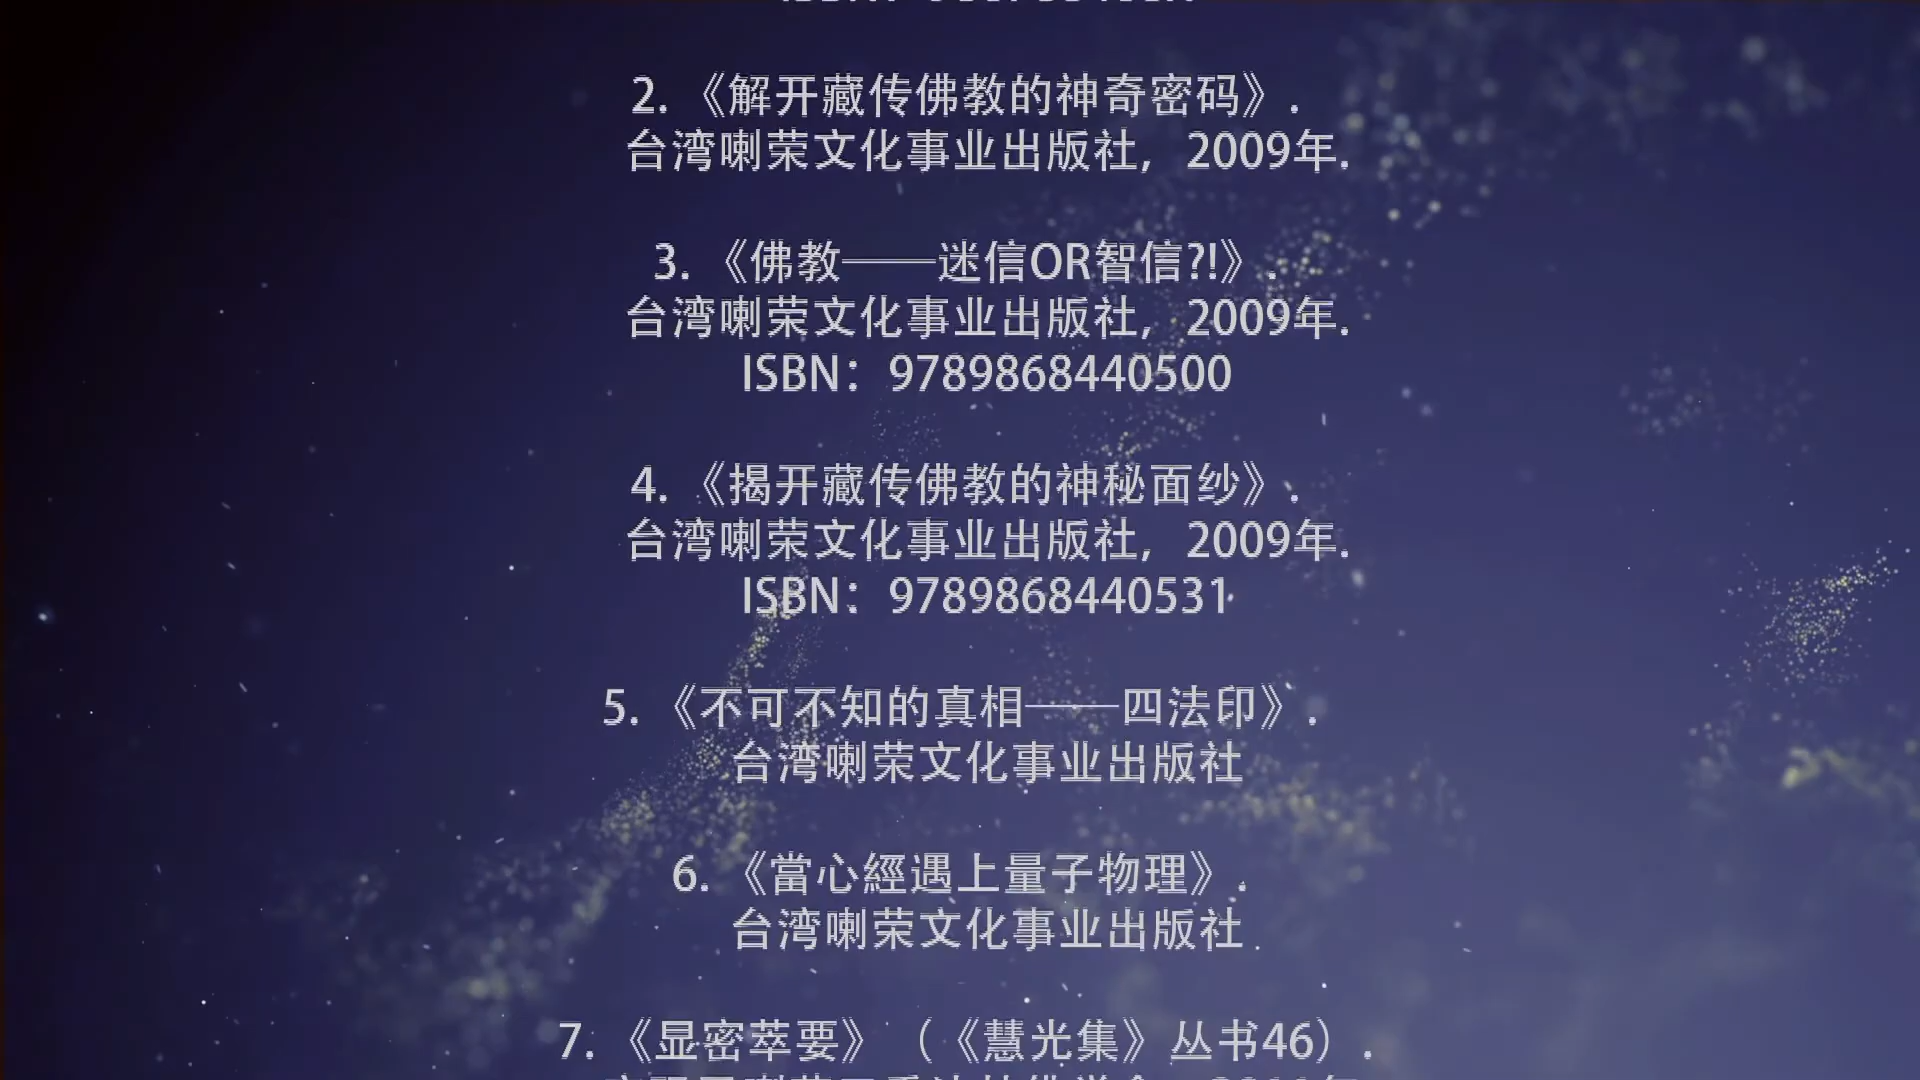 2. 《解开藏传佛教的神奇密码》.
台湾喇荣文化事业出版社，2009年.
3. 《佛教——迷信OR智信?!》.
台湾喇荣文化事业出版社，2009年.
ISBN：9789868440500
4. 《揭开藏传佛教的神秘面纱》.
台湾喇荣文化事业出版社，2009年.
ISBN：9789868440531
5. 《不可不知的真相——四法印》.
台湾喇荣文化事业出版社
6. 《當心經遇上量子物理》.
台湾喇荣文化事业出版社
7. 《显密萃要》（《慧光集》丛书46）.